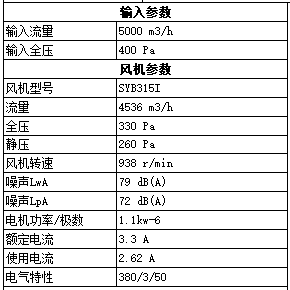 输入参数
输入流量 5000 m3/h
输入全压 400 Pa
风机参数
风机型号 SYB315I
流量 4536 m3/h
全压 330 Pa
静压 260 Pa
风机转速 938 r/min
噪声LwA 79 dB(A)
噪声LpA 72 dB(A)
电机功率/极数 1.1kw-6
额定电流 3.3 A
使用电流 2.62 A
电气特性 380/3/50